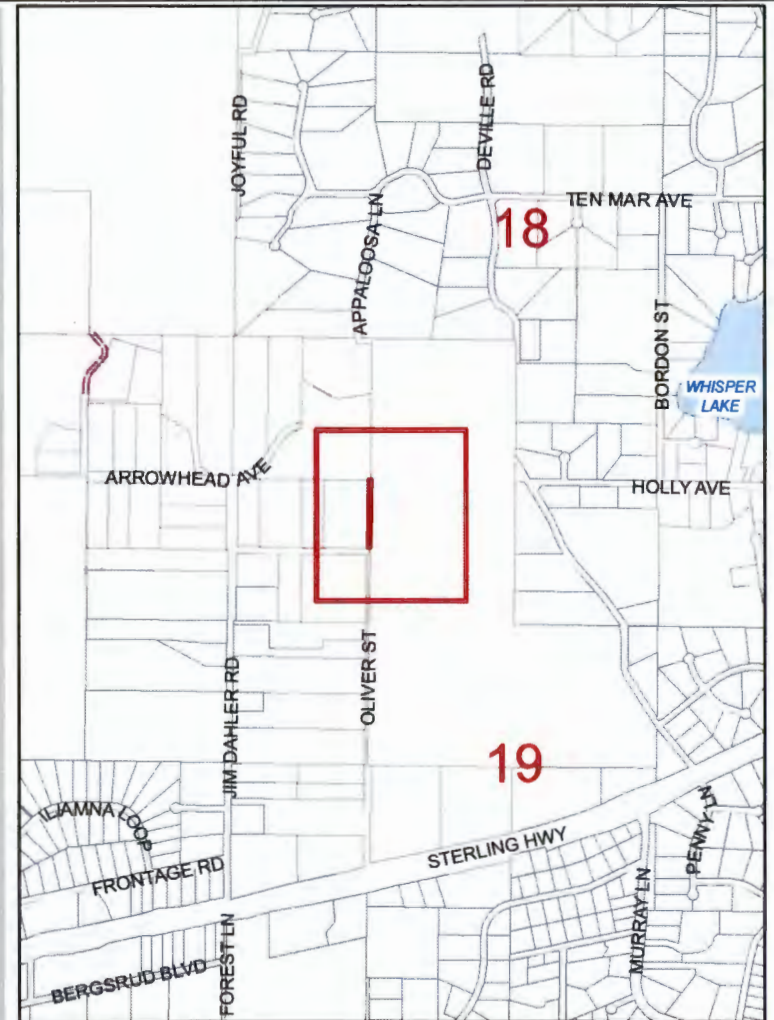 JOYFUL RD
DEVILLE RD
TEN MAR AVE
18
APPALOOSA LN
BORDON ST
WHISPER
LAKE
ARROWHEAD AVE
HOLLY AVE
OLIVER ST
JIM DAHLER RD
19
ILIAMNA LOOP
PENNY LN
STERLING HWY
FRONTAGE RD
MURRAY LN
FOREST LN
BERGSRUD BLVD